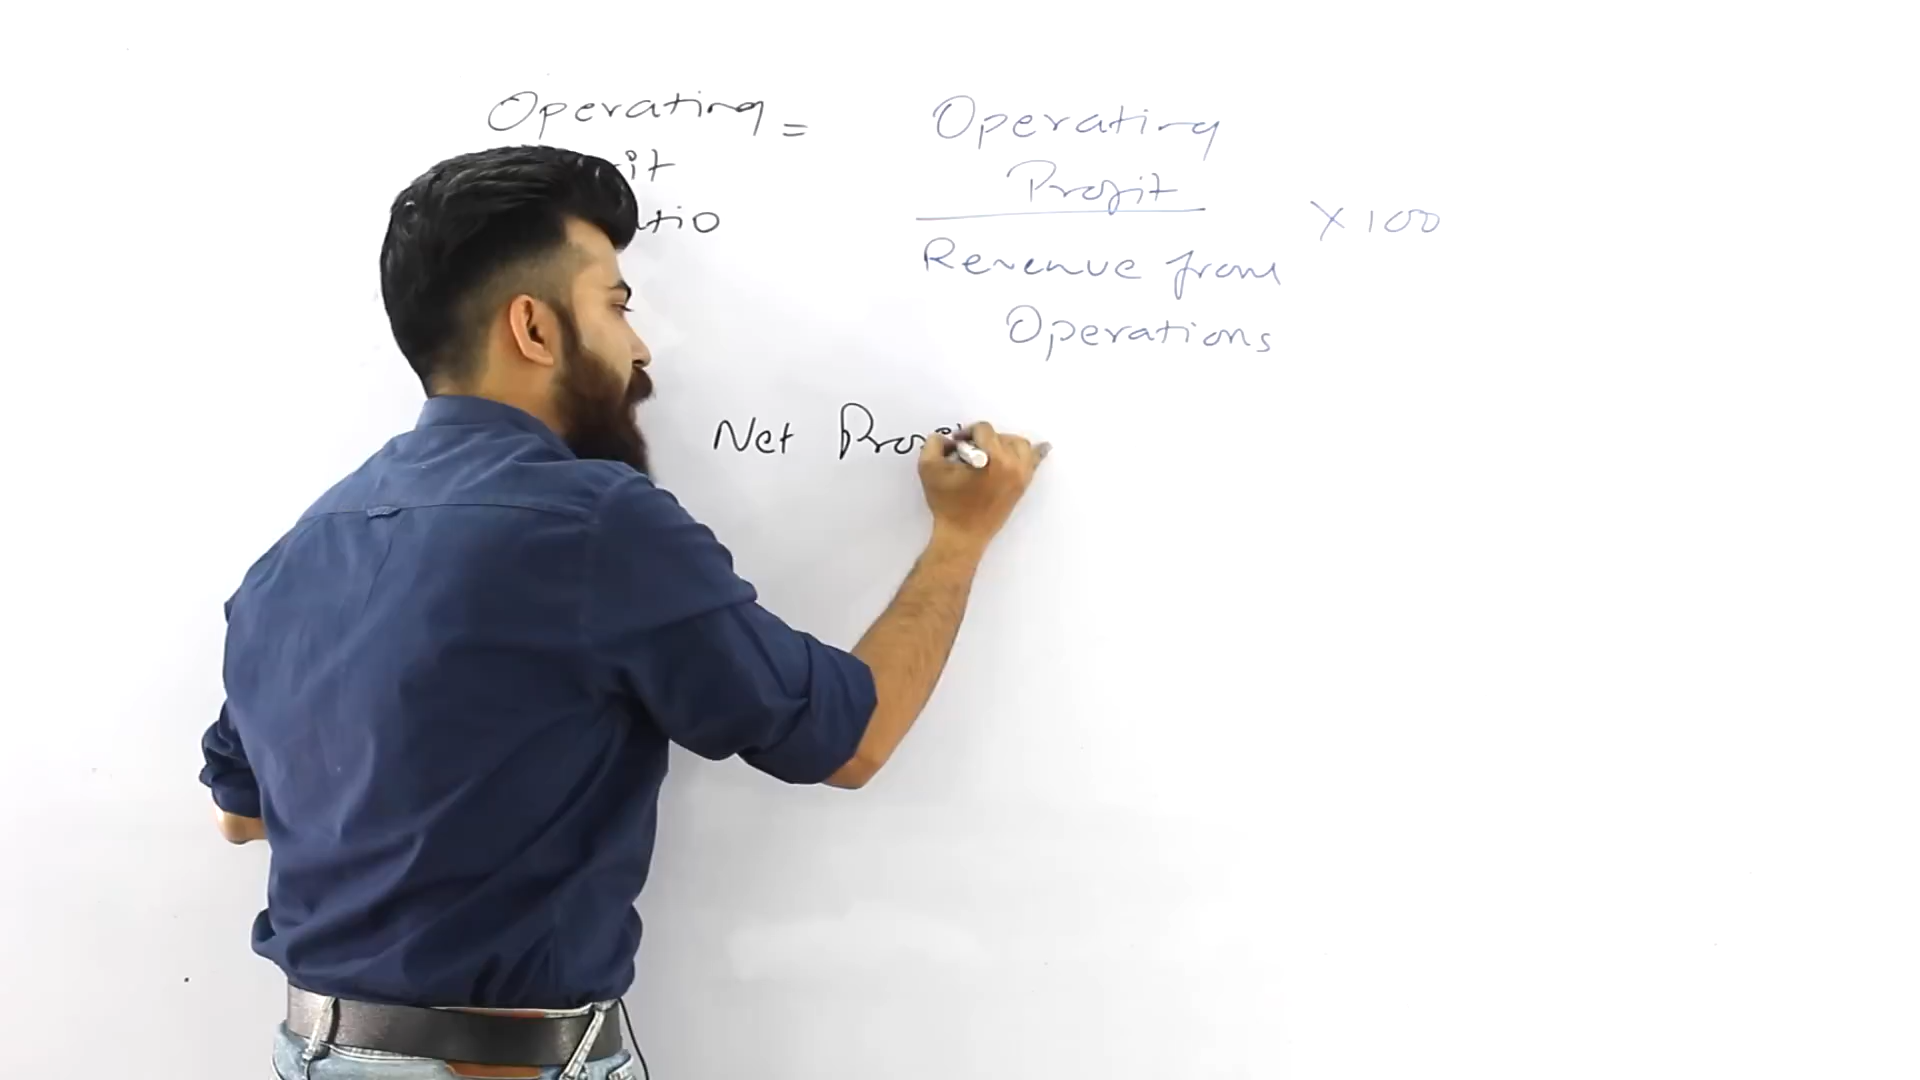 Operating =
Operating
Profit
Revenue from
Operations
X 100
Net